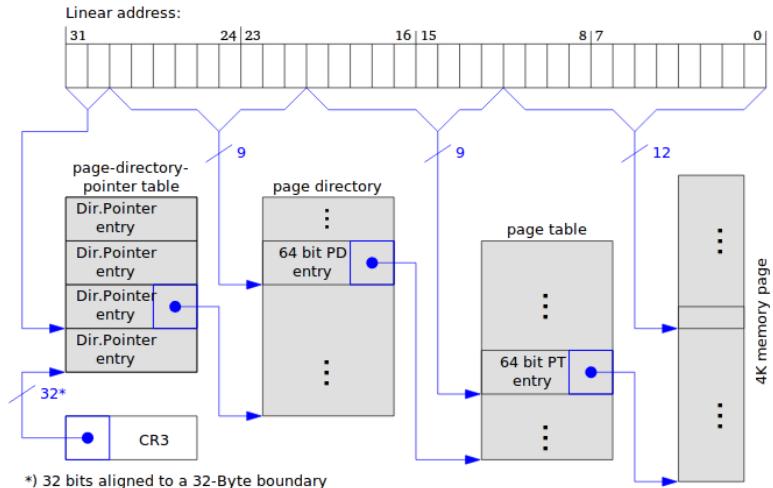 Linear address:
31 24 23 16 15 8 7 0
9 9 12
page-directory-
pointer table
page directory
page table
Dir.Pointer
entry
Dir.Pointer
entry
Dir.Pointer
entry
Dir.Pointer
entry
64 bit PD
entry
64 bit PT
entry
4K memory page
32*
CR3
*) 32 bits aligned to a 32-Byte boundary